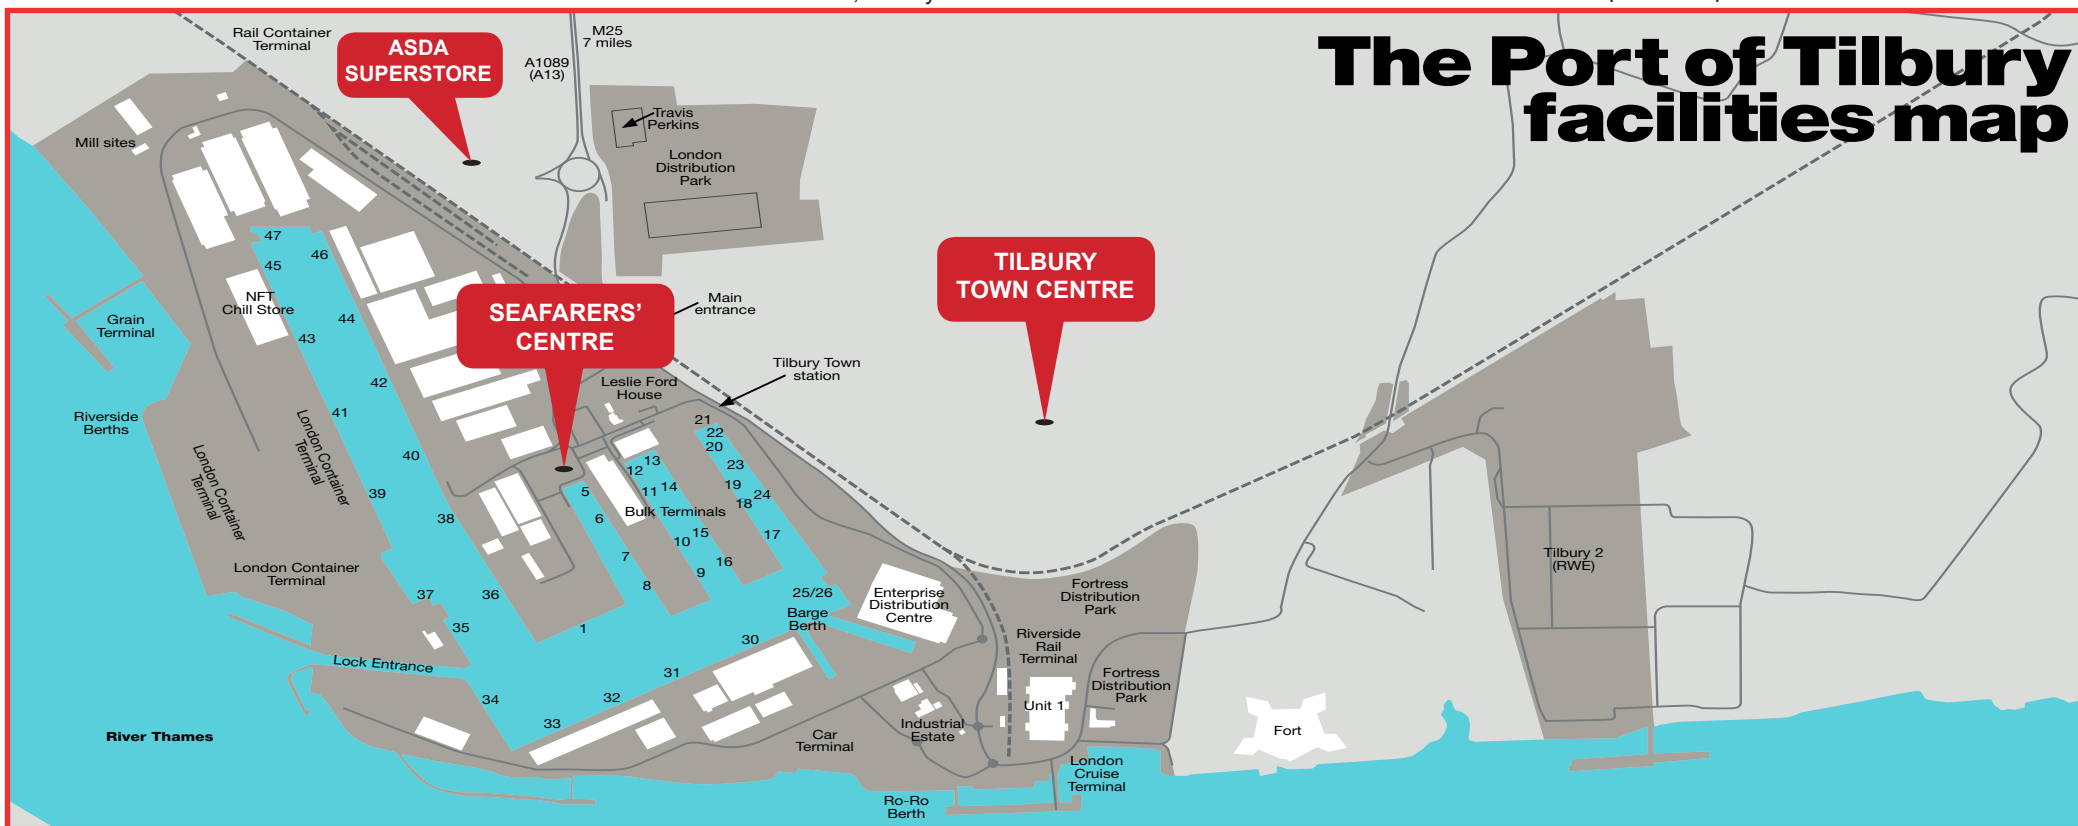 The Port of Tilbury
facilities map
Rail Container
Terminal
ASDA
SUPERSTORE
M25
7 miles
A1089
(A13)
Travis
Perkins
London
Distribution
Park
Mill sites
47
46
45
NFT
Chill Store
44
43
Grain
Terminal
SEAFARERS’
CENTRE
Main
entrance
TILBURY
TOWN CENTRE
Tilbury Town
station
Leslie Ford
House
42
41
Riverside
Berths
London Container
Terminal
London Container
Terminal
40
39
38
21
22
20
23
19
24
18
17
13
12
14
11
5
6
Bulk Terminals
15
10
7
16
9
8
London Container
Terminal
37
36
35
1
25/26
Barge
Berth
Enterprise
Distribution
Centre
Fortress
Distribution
Park
Tilbury 2
(RWE)
Riverside
Rail
Terminal
Fortress
Distribution
Park
Lock Entrance
30
31
32
33
34
Unit 1
Industrial
Estate
Car
Terminal
Fort
River Thames
London
Cruise
Terminal
Ro-Ro
Berth